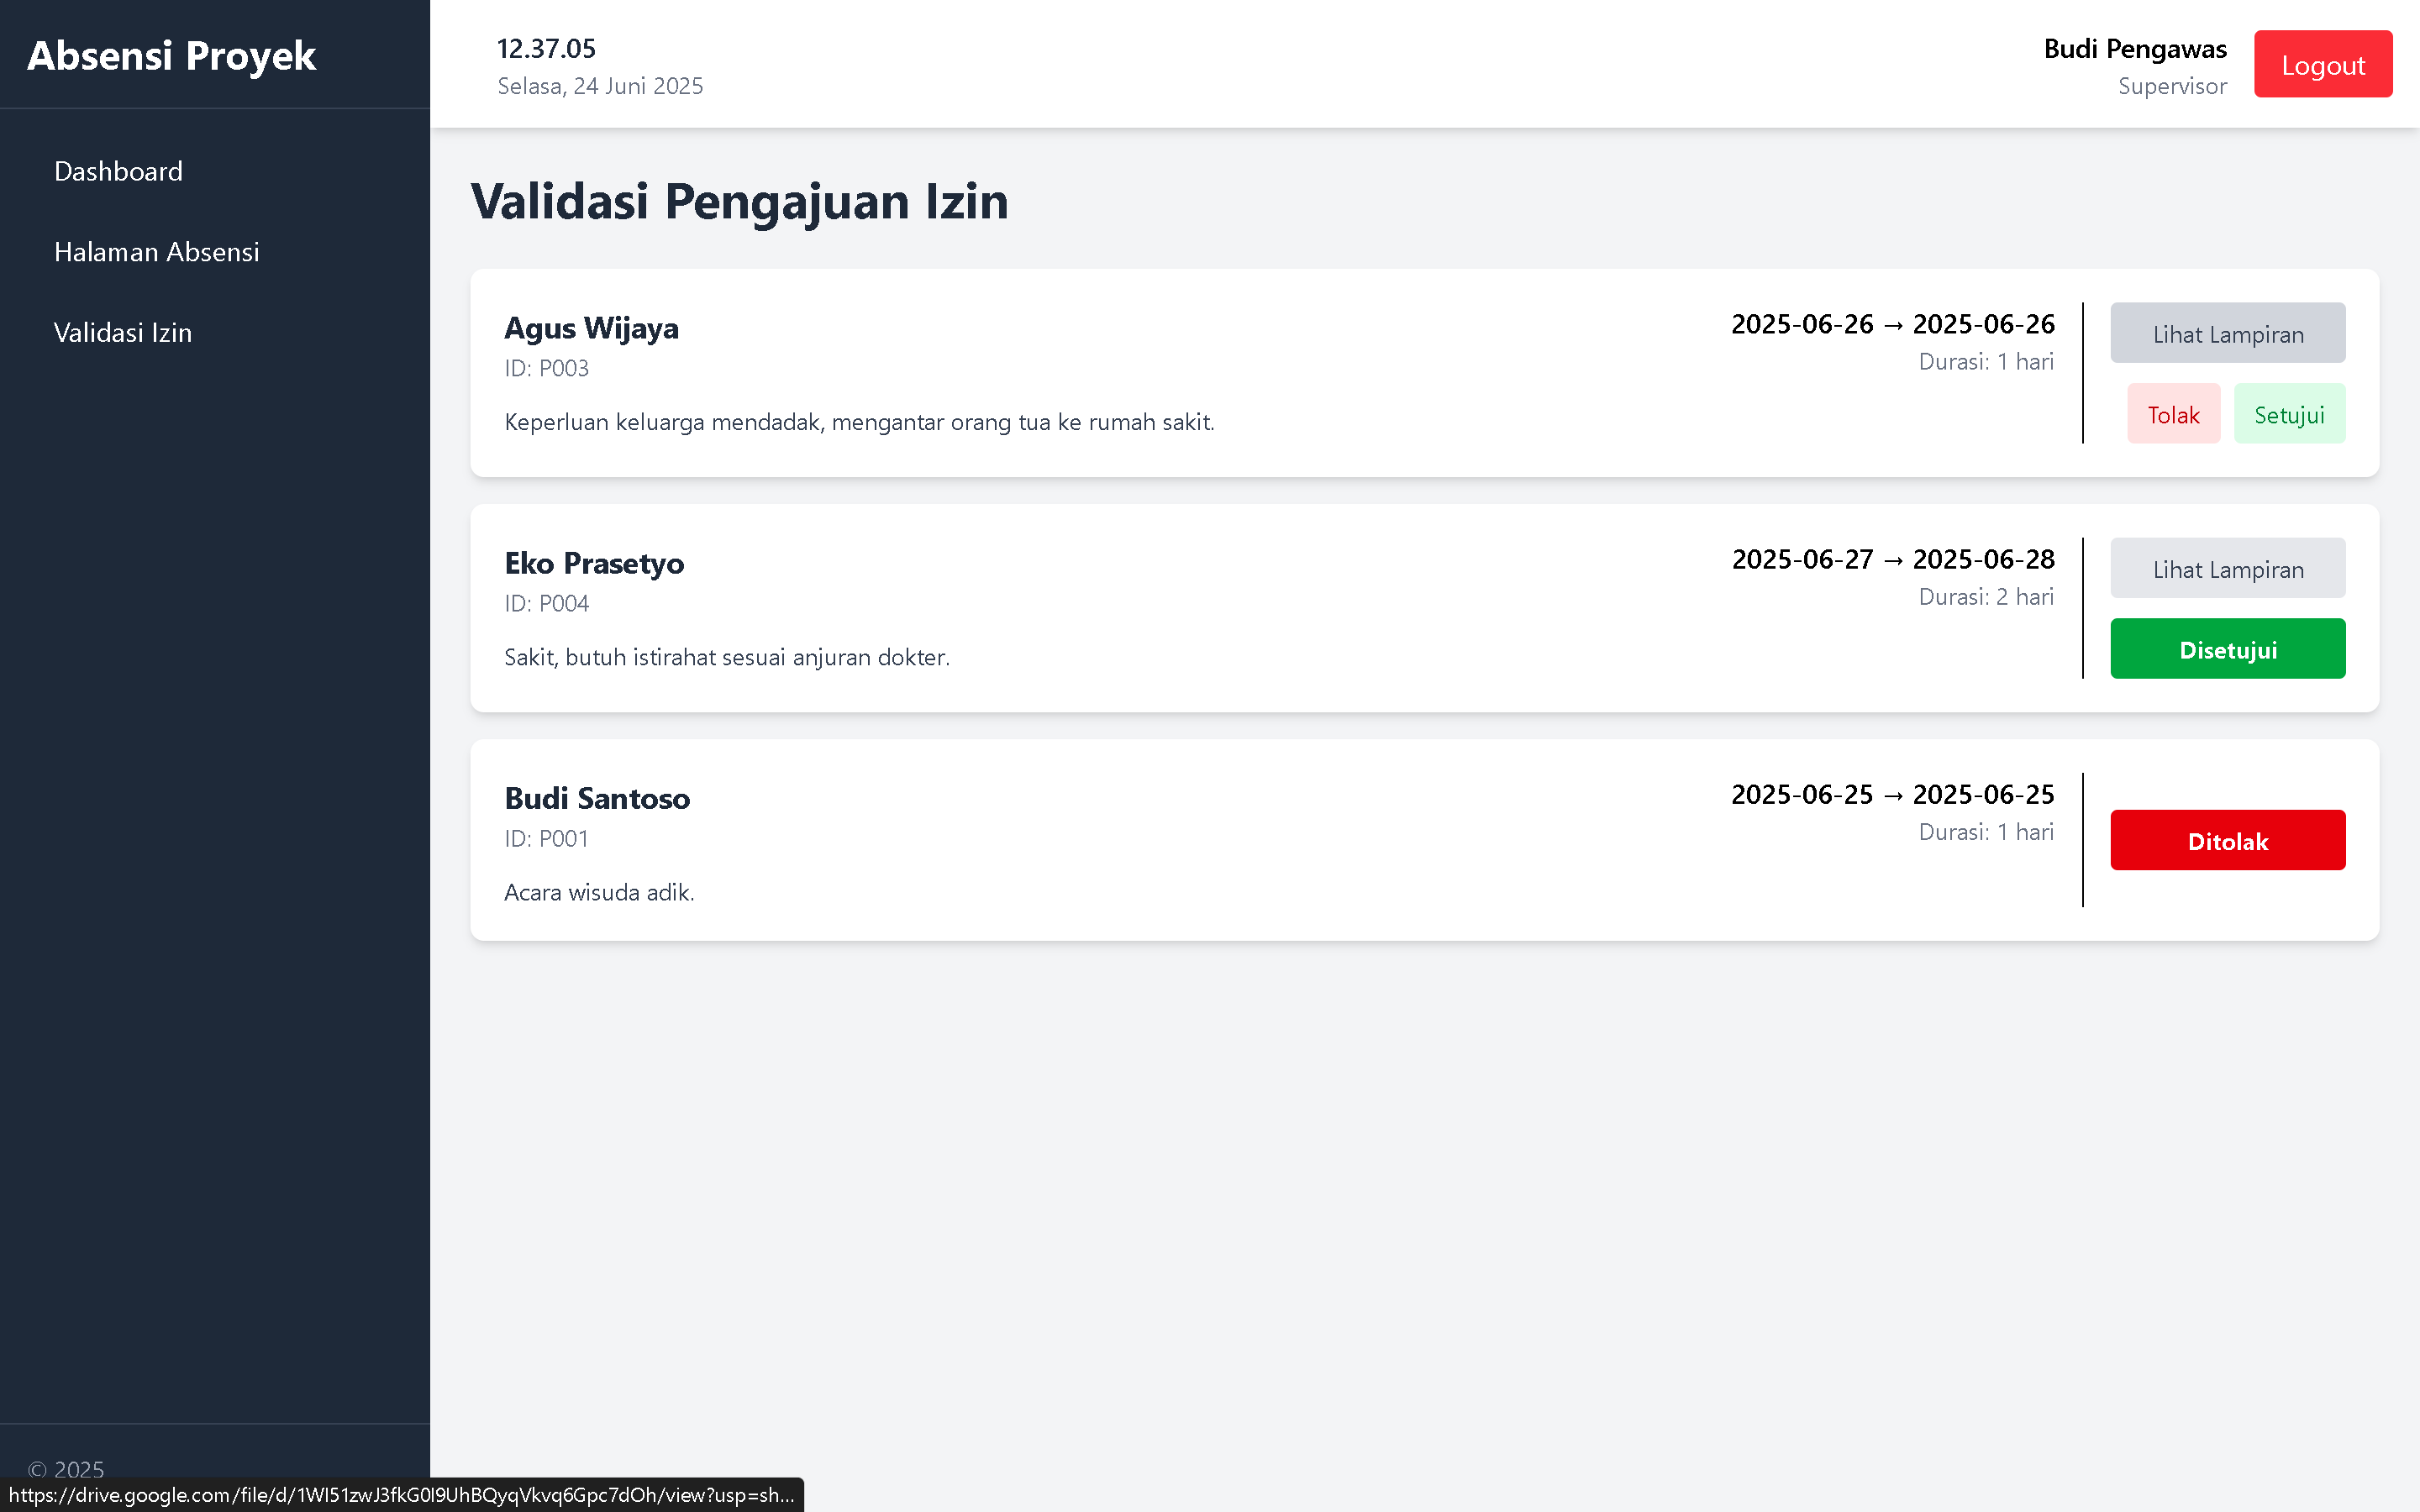 Absensi Proyek
Dashboard
Halaman Absensi
Validasi Izin
© 2025
12.37.05
Selasa, 24 Juni 2025
Budi Pengawas
Supervisor
Logout
Validasi Pengajuan Izin
Agus Wijaya
ID: P003
Keperluan keluarga mendadak, mengantar orang tua ke rumah sakit.
2025-06-26 → 2025-06-26
Durasi: 1 hari
Lihat Lampiran
Tolak
Setujui
Eko Prasetyo
ID: P004
Sakit, butuh istirahat sesuai anjuran dokter.
2025-06-27 → 2025-06-28
Durasi: 2 hari
Lihat Lampiran
Disetujui
Budi Santoso
ID: P001
Acara wisuda adik.
2025-06-25 → 2025-06-25
Durasi: 1 hari
Ditolak
https://drive.google.com/file/d/1WI51zwJ3fkG0I9UhBQyqVkvq6Gpc7dOh/view?usp=sh...